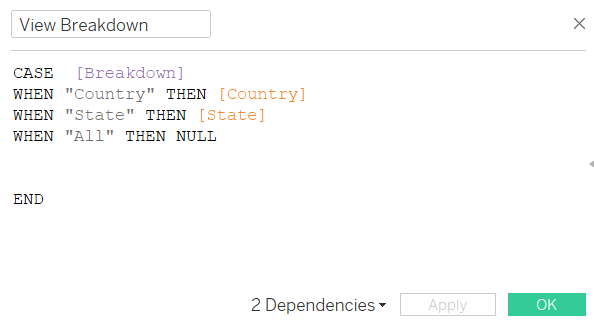 View Breakdown
CASE  [Breakdown]
WHEN "Country" THEN [Country]
WHEN "State" THEN [State]
WHEN "All" THEN NULL
END
2 Dependencies Apply OK